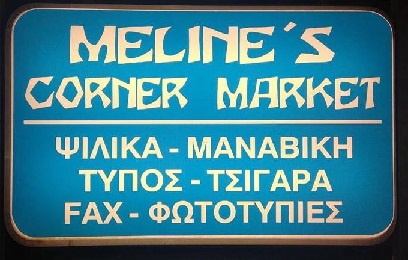 MELINE´S
CORNER MARKET
ΨΙΛΙΚΑ - ΜΑΝΑΒΙΚΗ
ΤΥΠΟΣ - ΤΣΙΓΑΡΑ
FAX - ΦΩΤΟΤΥΠΙΕΣ